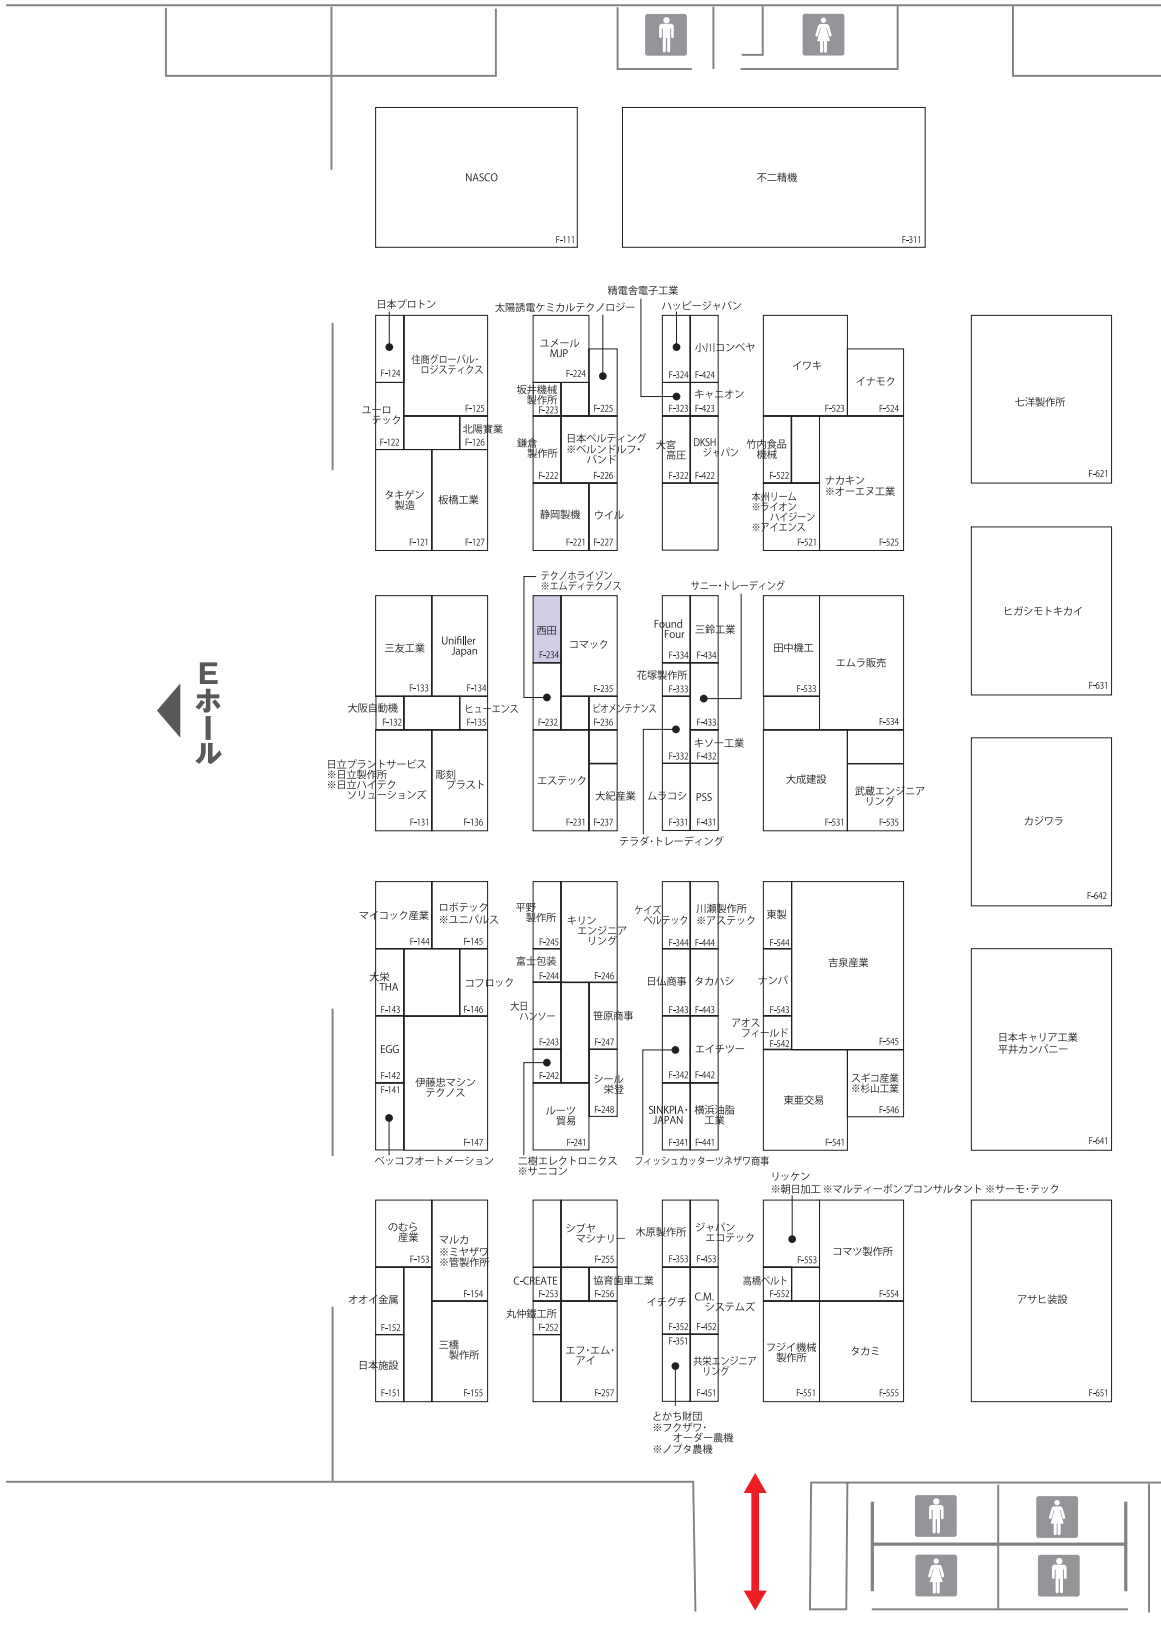 NASCO
F-111
不二精機
F-311
日本プロトン
F-124
住商グローバル・
ロジスティクス
F-125
ユーロ
テック
F-122
北陽實業
F-126
タキゲン
製造
F-121
板橋工業
F-127
太陽誘電ケミカルテクノロジー
ユメール
MJP
F-224
F-225
坂井機械
製作所
F-223
鎌倉
製作所
F-222
日本ベルティング
※ベルンドルフ・
バンド
F-226
静岡製機
F-221
ウイル
F-227
精電舎電子工業
ハッピージャパン
F-324
小川コンベヤ
F-424
F-323
キャニオン
F-423
大宮
高圧
F-322
DKSH
ジャパン
F-422
イワキ
F-523
イナモク
F-524
竹内食品
機械
F-522
ナカキン
※オーエヌ工業
F-525
本州リーム
※ライオン
ハイジーン
※アイエンス
F-521
七洋製作所
F-621
ヒガシモトキカイ
F-631
カジワラ
F-642
日本キャリア工業
平井カンパニー
F-641
アサヒ装設
F-651
Eホール
三友工業
F-133
Unifiller
Japan
F-134
大阪自動機
F-132
ヒューエンス
F-135
日立プラントサービス
※日立製作所
※日立ハイテク
ソリューションズ
F-131
彫刻
プラスト
F-136
テクノホライゾン
※エムディテクノス
西田
F-234
コマック
F-235
F-232
ビオメンテナンス
F-236
エステック
F-231
大紀産業
F-237
サニー・トレーディング
Found
Four
F-334
三鈴工業
F-434
花塚製作所
F-333
F-433
F-332
キソー工業
F-432
ムラコシ
F-331
PSS
F-431
テラダ・トレーディング
田中機工
F-533
エムラ販売
F-534
大成建設
F-531
武蔵エンジニア
リング
F-535
マイコック産業
F-144
ロボテック
※ユニバルス
F-145
大栄
THA
F-143
コフロック
F-146
EGG
F-142
F-141
伊藤忠マシン
テクノス
F-147
ベッコフオートメーション
平野
製作所
F-245
キリン
エンジニア
リング
F-246
富士包装
F-244
大日
ハンソー
F-243
笹原商事
F-247
F-242
シール
栄登
F-248
ルーツ
貿易
F-241
二樹エレクトロニクス
※サニコン
ケイズ
ベルテック
F-344
川瀬製作所
※アステック
F-444
日仏商事
F-343
タカハシ
F-443
F-342
エイチツー
F-442
SINKPIA・
JAPAN
F-341
横浜油脂
工業
F-441
フィッシュカッターツネザワ商事
東製
F-544
吉泉産業
F-545
ナンバ
F-543
アオス
フィールド
F-542
東亜交易
F-541
スギコ産業
※杉山工業
F-546
のむら
産業
F-153
マルカ
※ミヤザワ
※管製作所
F-154
オオイ金属
F-152
日本施設
F-151
三橋
製作所
F-155
シブヤ
マシナリー
F-255
C-CREATE
F-253
協育歯車工業
F-256
丸仲鐵工所
F-252
エフ・エム・
アイ
F-257
木原製作所
F-353
ジャパン
エコテック
F-453
イチグチ
F-352
C.M.
システムズ
F-452
F-351
共栄エンジニア
リング
F-451
とかち財団
※フクザワ・
オーダー農機
※ノブタ農機
リッケン
※朝日加工 ※マルティーポンプコンサルタント ※サーモ・テック
F-553
コマツ製作所
F-554
高橋ベルト
F-552
フジイ機械
製作所
F-551
タカミ
F-555